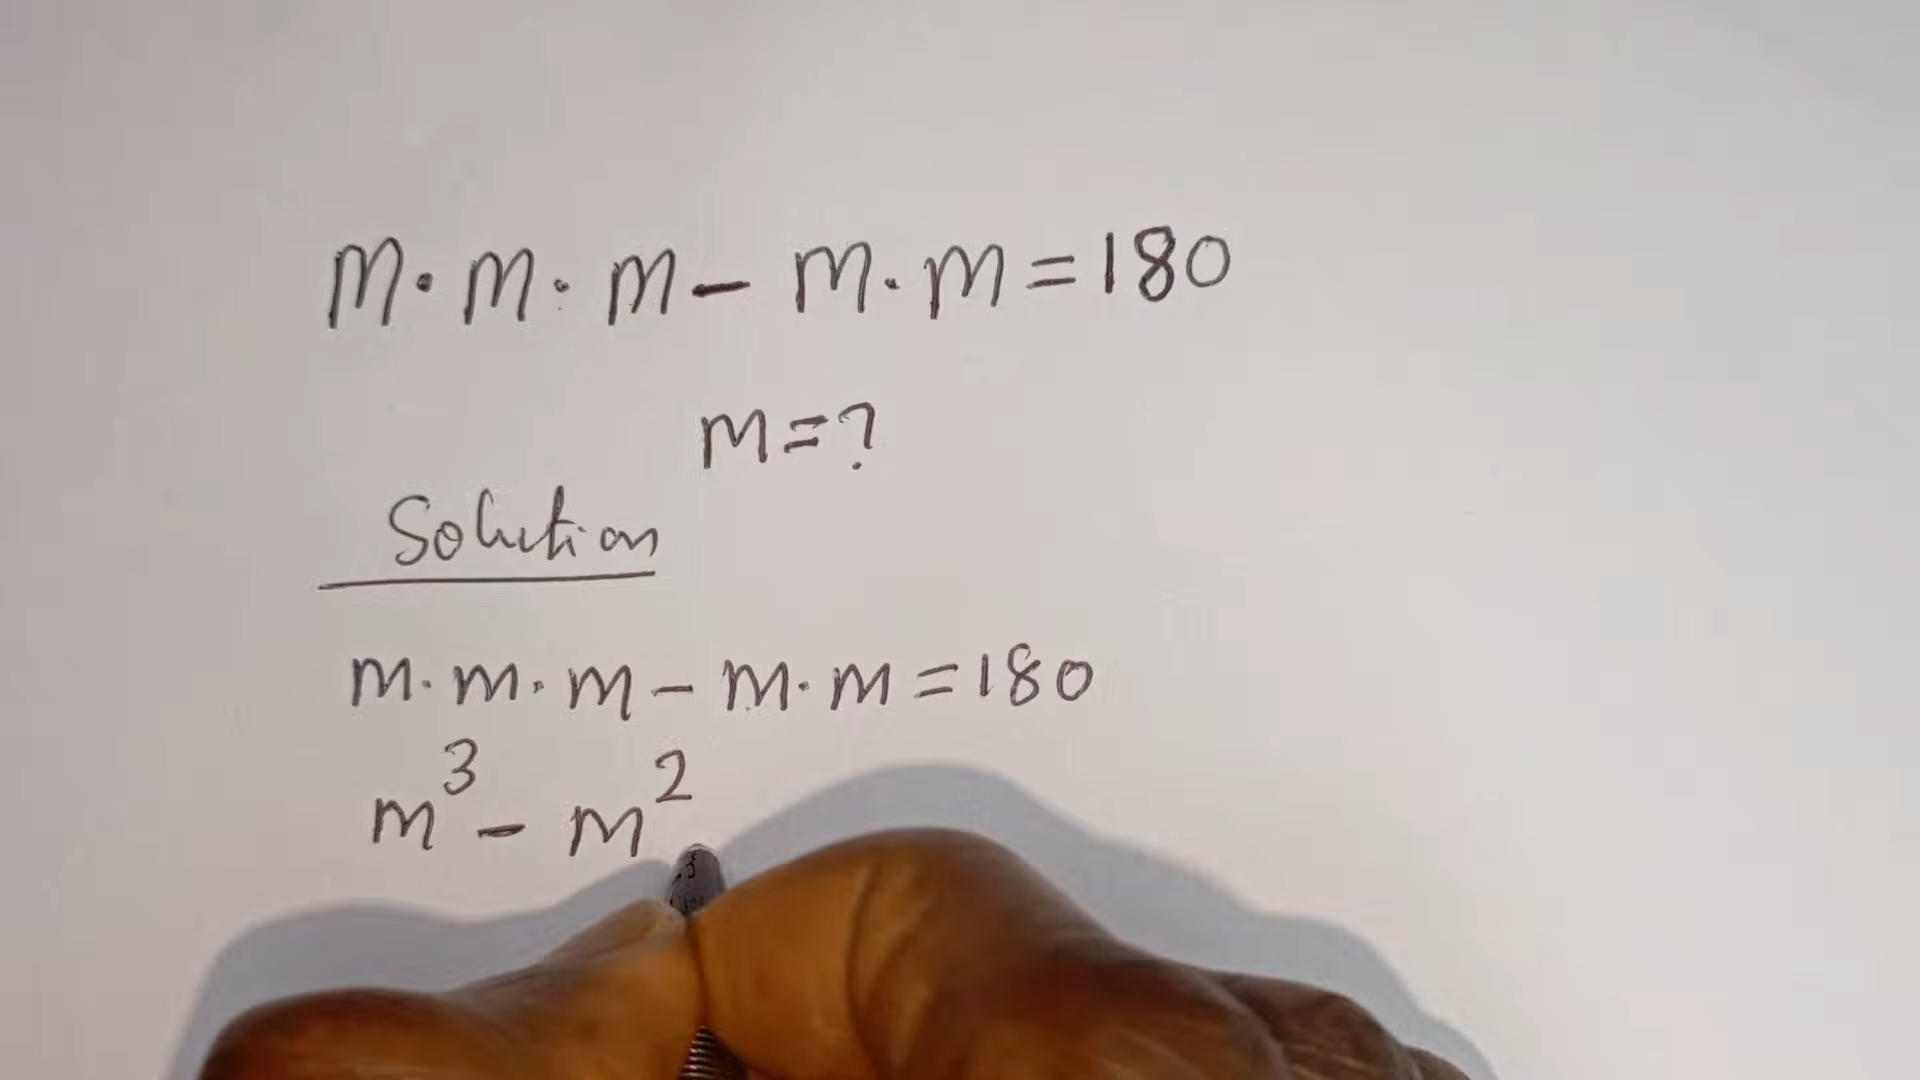 m·m·m - m·m = 180
m = ?
Solution
m·m·m - m·m = 180
m³ - m²